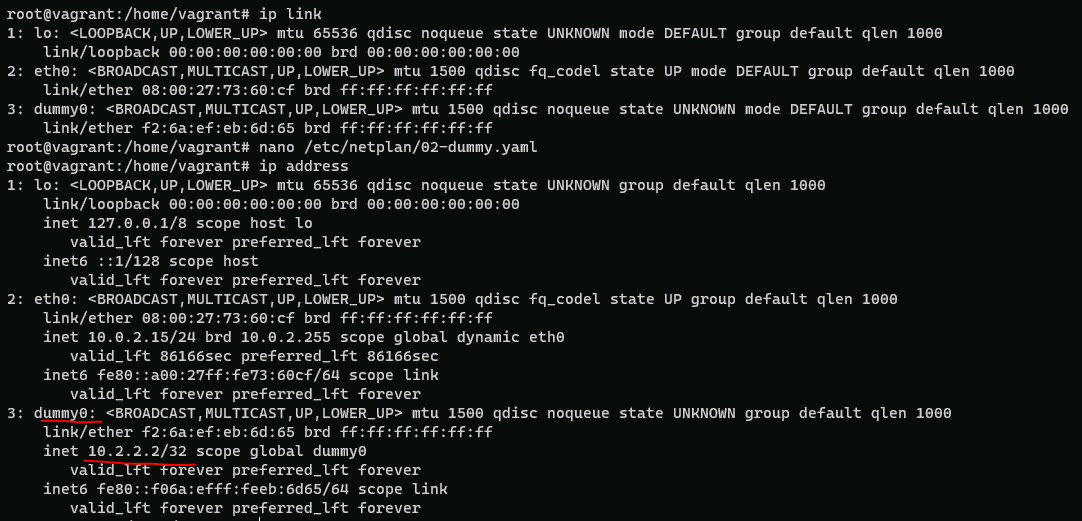 root@vagrant:/home/vagrant# ip link
1: lo: <LOOPBACK,UP,LOWER_UP> mtu 65536 qdisc noqueue state UNKNOWN mode DEFAULT group default qlen 1000
    link/loopback 00:00:00:00:00:00 brd 00:00:00:00:00:00
2: eth0: <BROADCAST,MULTICAST,UP,LOWER_UP> mtu 1500 qdisc fq_codel state UP mode DEFAULT group default qlen 1000
    link/ether 08:00:27:73:60:cf brd ff:ff:ff:ff:ff:ff
3: dummy0: <BROADCAST,MULTICAST,UP,LOWER_UP> mtu 1500 qdisc noqueue state UNKNOWN mode DEFAULT group default qlen 1000
    link/ether f2:6a:ef:eb:6d:65 brd ff:ff:ff:ff:ff:ff
root@vagrant:/home/vagrant# nano /etc/netplan/02-dummy.yaml
root@vagrant:/home/vagrant# ip address
1: lo: <LOOPBACK,UP,LOWER_UP> mtu 65536 qdisc noqueue state UNKNOWN group default qlen 1000
    link/loopback 00:00:00:00:00:00 brd 00:00:00:00:00:00
    inet 127.0.0.1/8 scope host lo
       valid_lft forever preferred_lft forever
    inet6 ::1/128 scope host
       valid_lft forever preferred_lft forever
2: eth0: <BROADCAST,MULTICAST,UP,LOWER_UP> mtu 1500 qdisc fq_codel state UP group default qlen 1000
    link/ether 08:00:27:73:60:cf brd ff:ff:ff:ff:ff:ff
    inet 10.0.2.15/24 brd 10.0.2.255 scope global dynamic eth0
       valid_lft 86166sec preferred_lft 86166sec
    inet6 fe80::a00:27ff:fe73:60cf/64 scope link
       valid_lft forever preferred_lft forever
3: dummy0: <BROADCAST,MULTICAST,UP,LOWER_UP> mtu 1500 qdisc noqueue state UNKNOWN group default qlen 1000
    link/ether f2:6a:ef:eb:6d:65 brd ff:ff:ff:ff:ff:ff
    inet 10.2.2.2/32 scope global dummy0
       valid_lft forever preferred_lft forever
    inet6 fe80::f06a:efff:feeb:6d65/64 scope link
       valid_lft forever preferred_lft forever